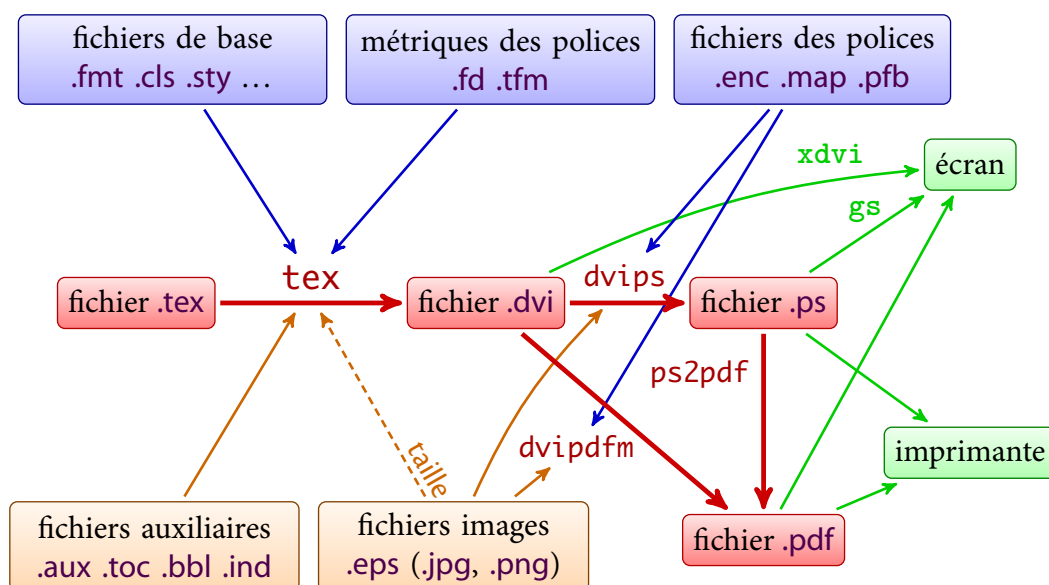 fichiers de base
.fmt .cls .sty …
métriques des polices
.fd .tfm
fichiers des polices
.enc .map .pfb
xdvi
écran
gs
tex
dvips
fichier .tex
fichier .dvi
fichier .ps
ps2pdf
taille
dvipdfm
imprimante
fichiers auxiliaires
.aux .toc .bbl .ind
fichiers images
.eps (.jpg, .png)
fichier .pdf